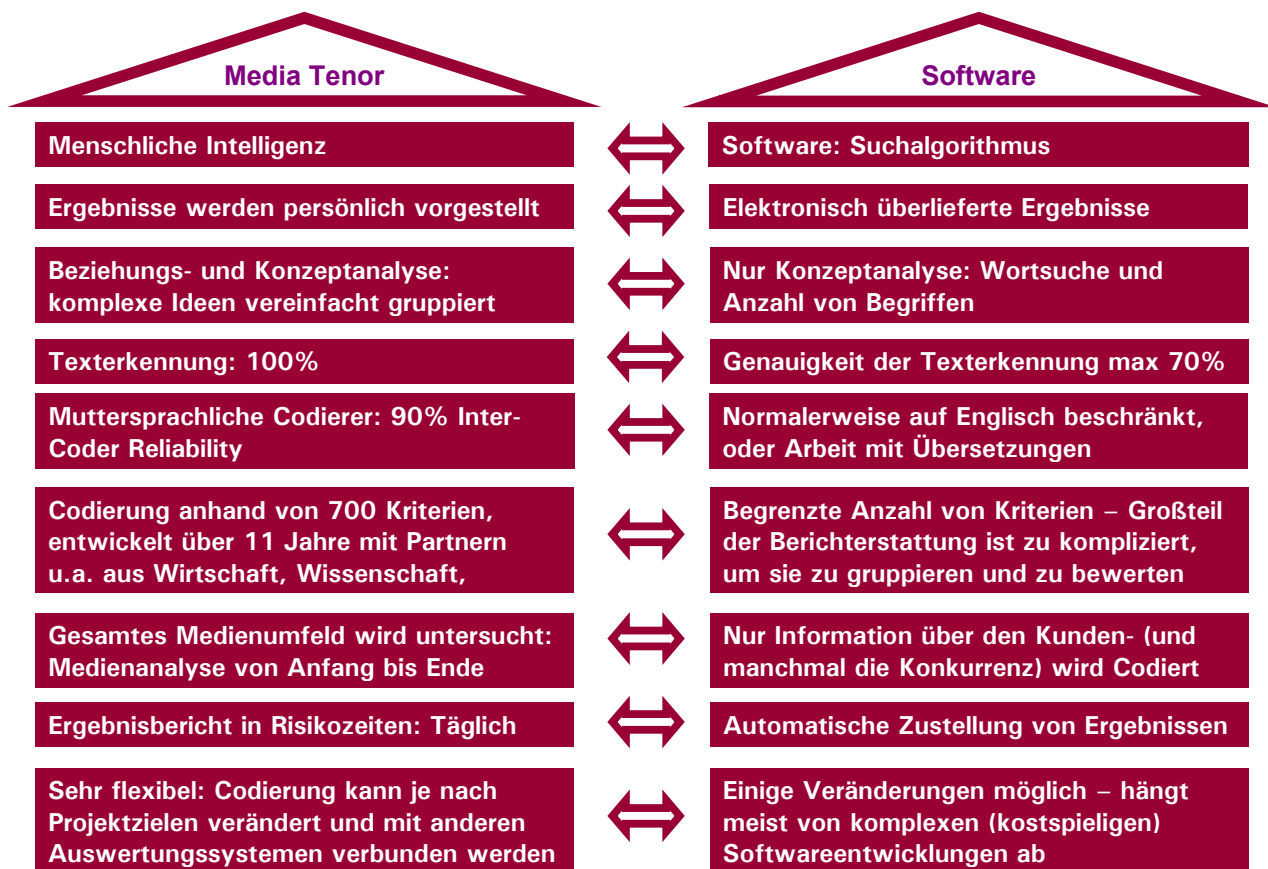 Media Tenor
Software
Menschliche Intelligenz
Software: Suchalgorithmus
Ergebnisse werden persönlich vorgestellt
Elektronisch überlieferte Ergebnisse
Beziehungs- und Konzeptanalyse:
komplexe Ideen vereinfacht gruppiert
Nur Konzeptanalyse: Wortsuche und
Anzahl von Begriffen
Texterkennung: 100%
Genauigkeit der Texterkennung max 70%
Muttersprachliche Codierer: 90% Inter-
Coder Reliability
Normalerweise auf Englisch beschränkt,
oder Arbeit mit Übersetzungen
Codierung anhand von 700 Kriterien,
entwickelt über 11 Jahre mit Partnern
u.a. aus Wirtschaft, Wissenschaft,
Begrenzte Anzahl von Kriterien – Großteil
der Berichterstattung ist zu kompliziert,
um sie zu gruppieren und zu bewerten
Gesamtes Medienumfeld wird untersucht:
Medienanalyse von Anfang bis Ende
Nur Information über den Kunden- (und
manchmal die Konkurrenz) wird Codiert
Ergebnisbericht in Risikozeiten: Täglich
Automatische Zustellung von Ergebnissen
Sehr flexibel: Codierung kann je nach
Projektzielen verändert und mit anderen
Auswertungssystemen verbunden werden
Einige Veränderungen möglich – hängt
meist von komplexen (kostspieligen)
Softwareentwicklungen ab